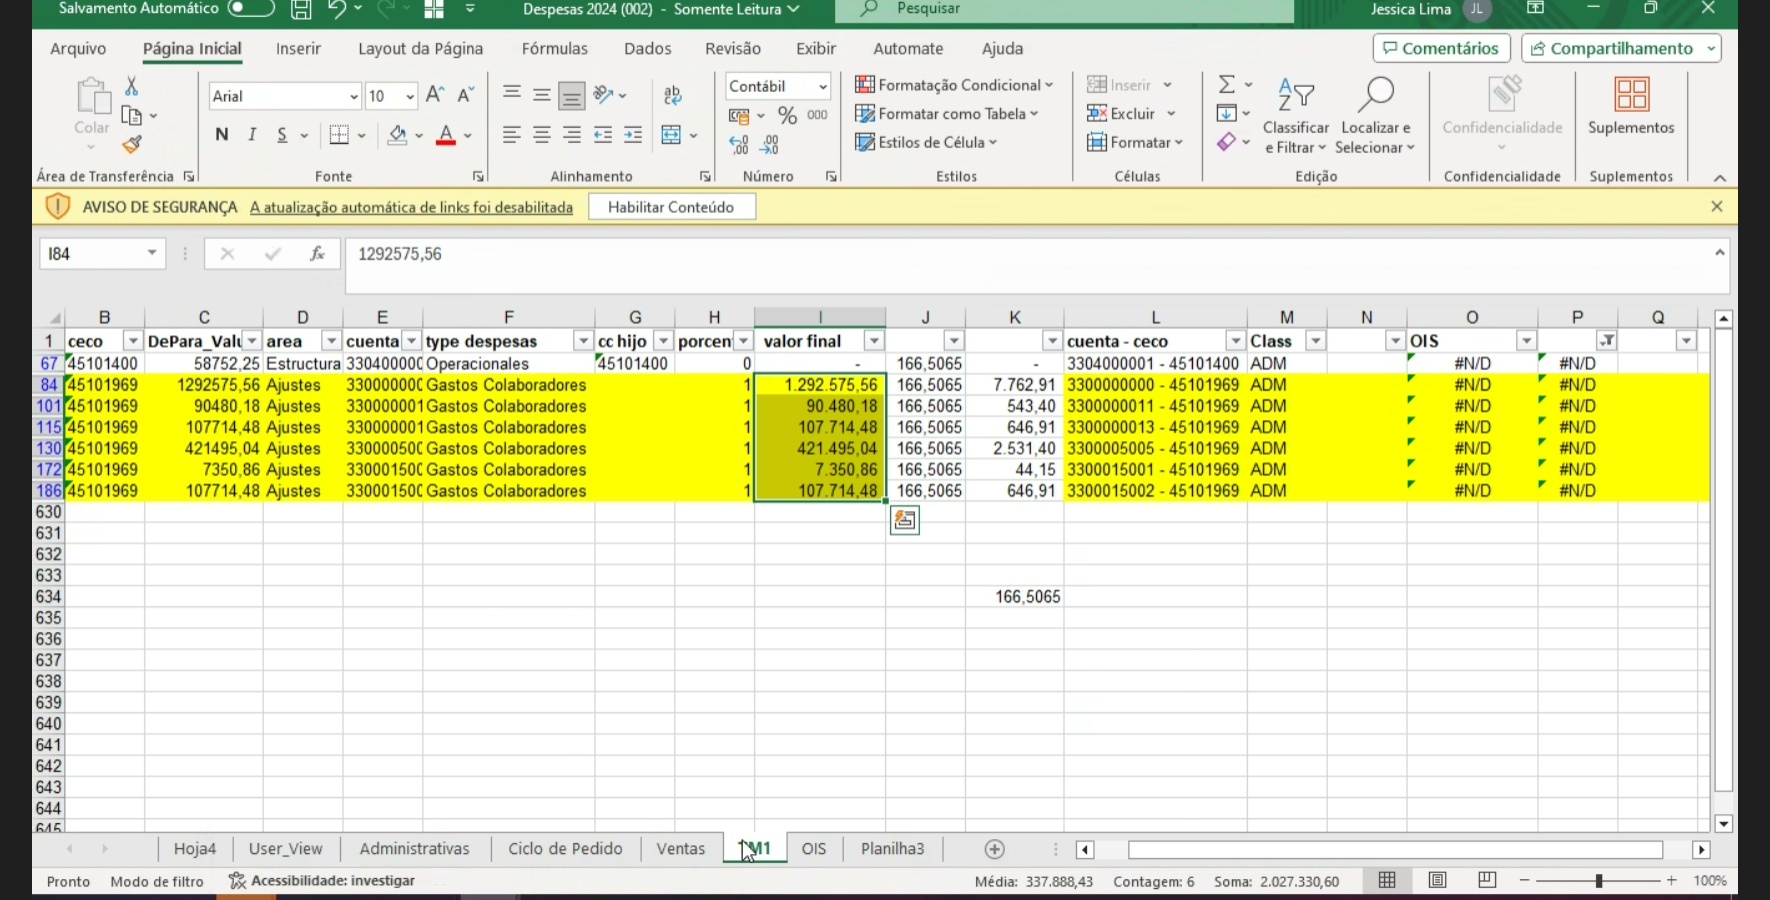 Salvamento Automático Despesas 2024 (002) - Somente Leitura Pesquisar Jessica Lima JL
Arquivo Página Inicial Inserir Layout da Página Fórmulas Dados Revisão Exibir Automate Ajuda Comentários Compartilhamento
Colar Arial 10 A A ab Contábil Formatação Condicional Inserir
N I S A % 000 Formatar como Tabela Excluir Classificar e Filtrar Localizar e Selecionar Confidencialidade Suplementos
Estilos de Célula Formatar
Área de Transferência Fonte Alinhamento Número Estilos Células Edição Confidencialidade Suplementos
AVISO DE SEGURANÇA A atualização automática de links foi desabilitada Habilitar Conteúdo
I84 fx 1292575,56
B C D E F G H I J K L M N O P Q
1 ceco DePara_Valu area cuenta type despesas cc hijo porcen valor final cuenta - ceco Class OIS
67 45101400 58752,25 Estructura 330400000 Operacionales 45101400 0 - 166,5065 - 3304000001 - 45101400 ADM #N/D #N/D
84 45101969 1292575,56 Ajustes 330000000 Gastos Colaboradores 1 1.292.575,56 166,5065 7.762,91 3300000000 - 45101969 ADM #N/D #N/D
101 45101969 90480,18 Ajustes 330000001 Gastos Colaboradores 1 90.480,18 166,5065 543,40 3300000011 - 45101969 ADM #N/D #N/D
115 45101969 107714,48 Ajustes 330000001 Gastos Colaboradores 1 107.714,48 166,5065 646,91 3300000013 - 45101969 ADM #N/D #N/D
130 45101969 421495,04 Ajustes 330000500 Gastos Colaboradores 1 421.495,04 166,5065 2.531,40 3300005005 - 45101969 ADM #N/D #N/D
172 45101969 7350,86 Ajustes 330001500 Gastos Colaboradores 1 7.350,86 166,5065 44,15 3300015001 - 45101969 ADM #N/D #N/D
186 45101969 107714,48 Ajustes 330001500 Gastos Colaboradores 1 107.714,48 166,5065 646,91 3300015002 - 45101969 ADM #N/D #N/D
630
631
632
633
634 166,5065
635
636
637
638
639
640
641
642
643
644
645
Hoja4 User_View Administrativas Ciclo de Pedido Ventas M1 OIS Planilha3
Pronto Modo de filtro Acessibilidade: investigar Média: 337.888,43 Contagem: 6 Soma: 2.027.330,60 100%